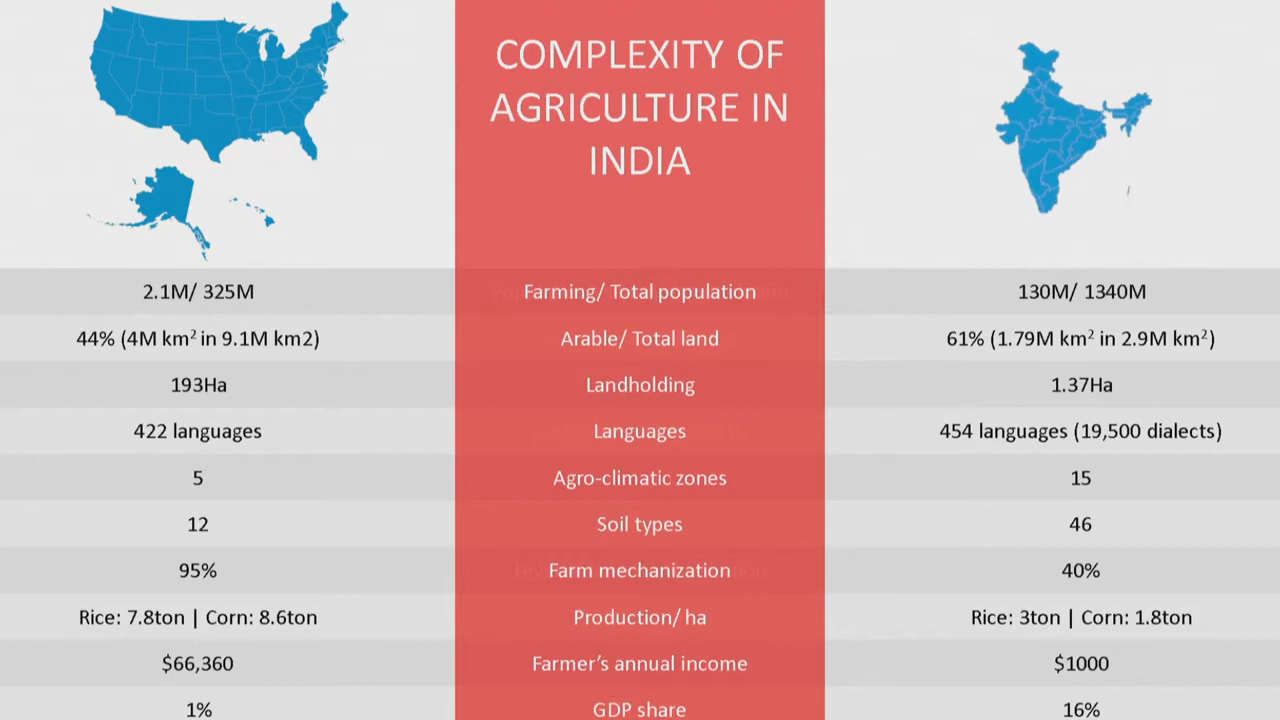 COMPLEXITY OF
AGRICULTURE IN
INDIA
2.1M/ 325M Farming/ Total population 130M/ 1340M
44% (4M km² in 9.1M km2) Arable/ Total land 61% (1.79M km² in 2.9M km²)
193Ha Landholding 1.37Ha
422 languages Languages 454 languages (19,500 dialects)
5 Agro-climatic zones 15
12 Soil types 46
95% Farm mechanization 40%
Rice: 7.8ton | Corn: 8.6ton Production/ ha Rice: 3ton | Corn: 1.8ton
$66,360 Farmer’s annual income $1000
1% GDP share 16%